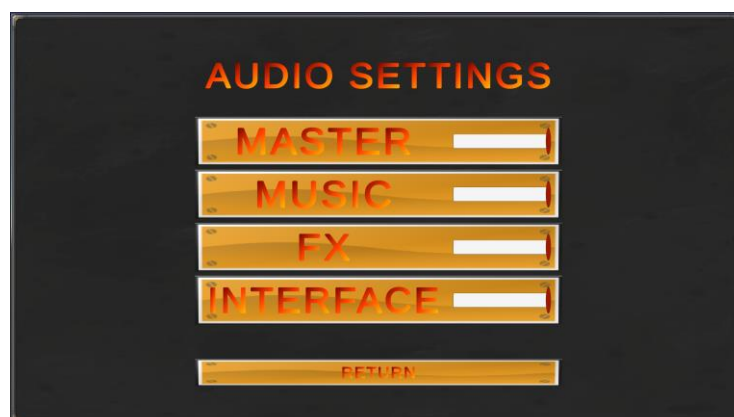 AUDIO SETTINGS
MASTER
MUSIC
FX
INTERFACE
RETURN